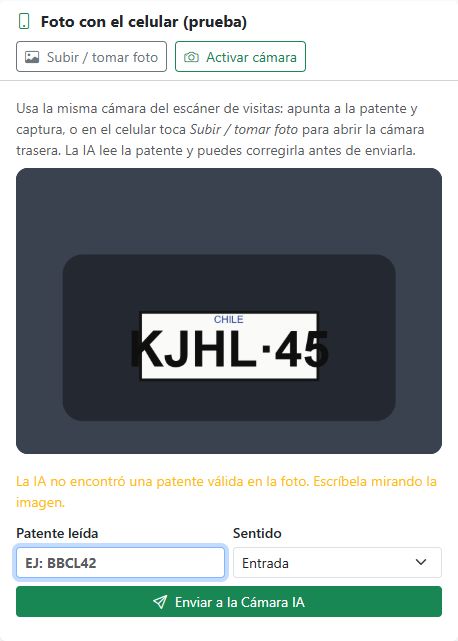 Foto con el celular (prueba)
Subir / tomar foto
Activar cámara
Usa la misma cámara del escáner de visitas: apunta a la patente y
captura, o en el celular toca Subir / tomar foto para abrir la cámara
trasera. La IA lee la patente y puedes corregirla antes de enviarla.
CHILE
KJHL·45
La IA no encontró una patente válida en la foto. Escríbela mirando la
imagen.
Patente leída
Sentido
EJ: BBCL42
Entrada
Enviar a la Cámara IA